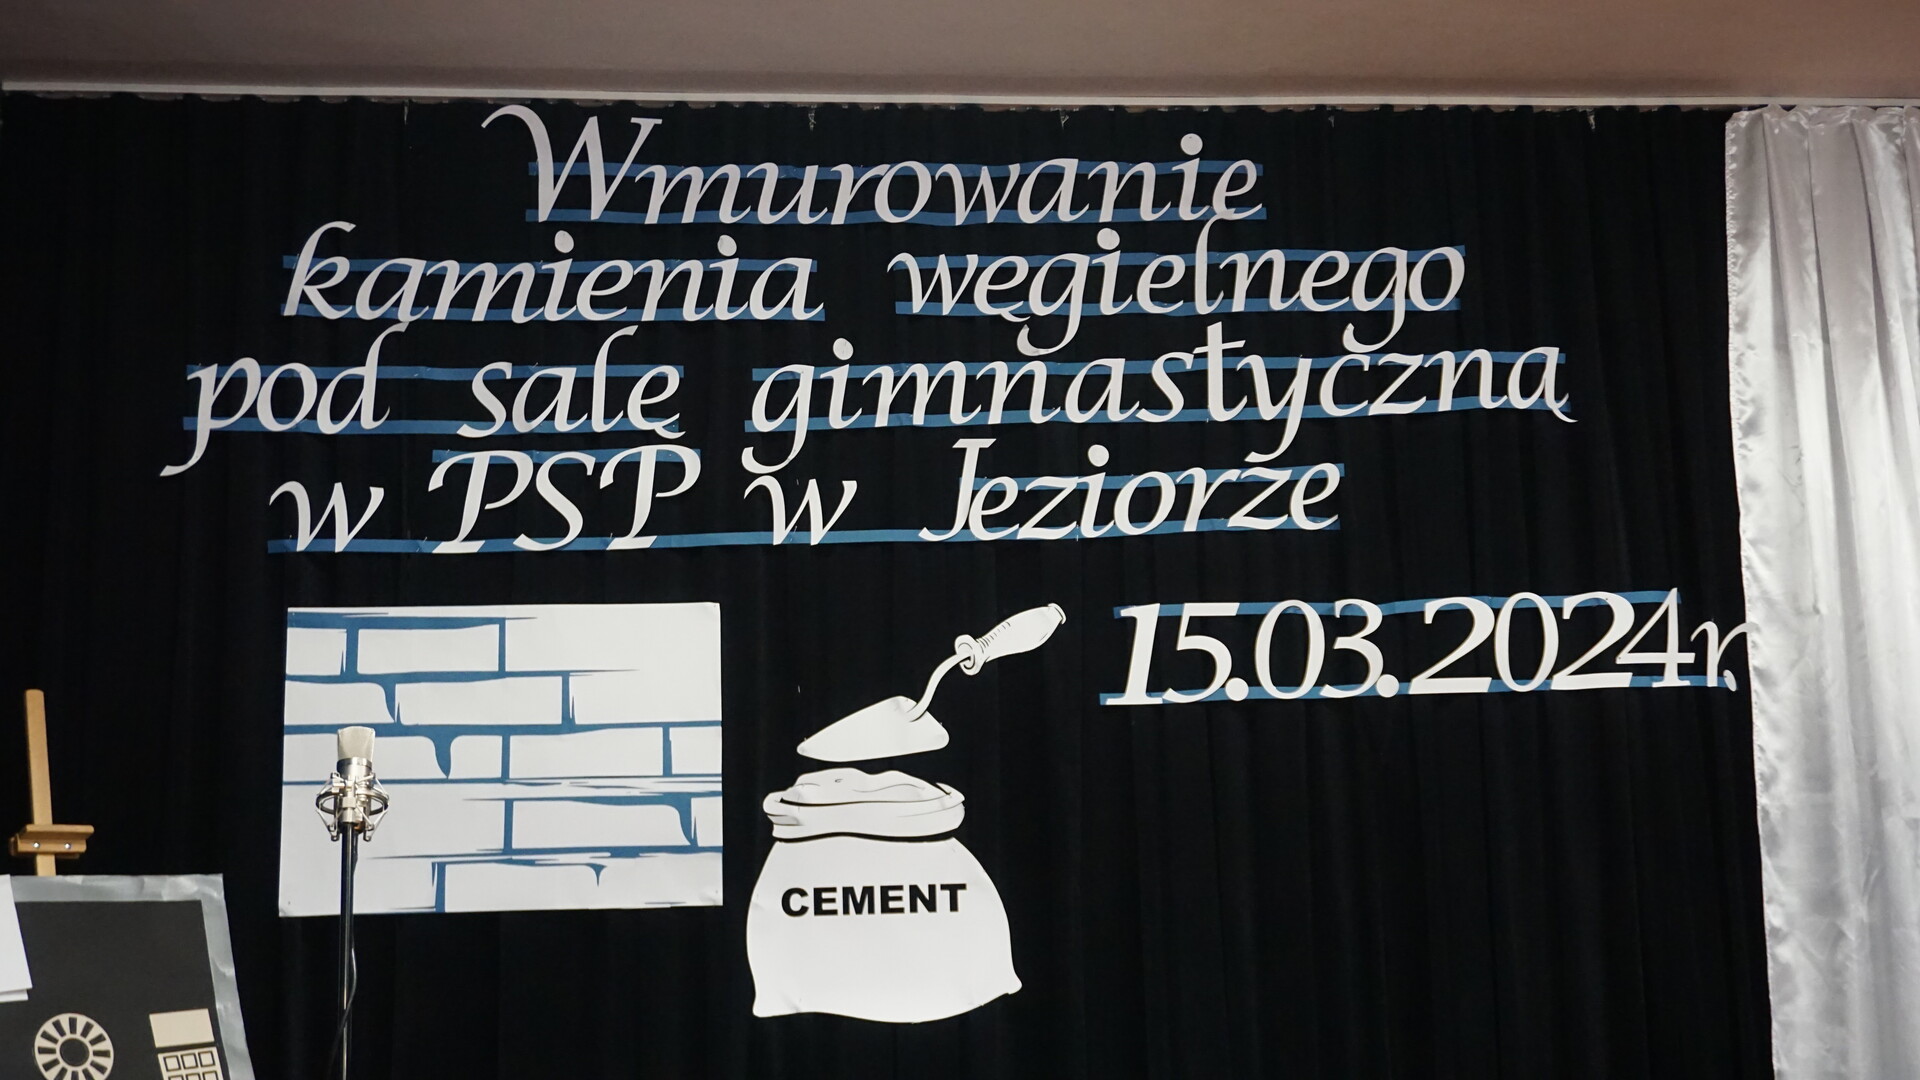 Wmurowanie
kamienia węgielnego
pod salę gimnastyczną
w PSP w Jeziorze
15.03.2024r.
CEMENT